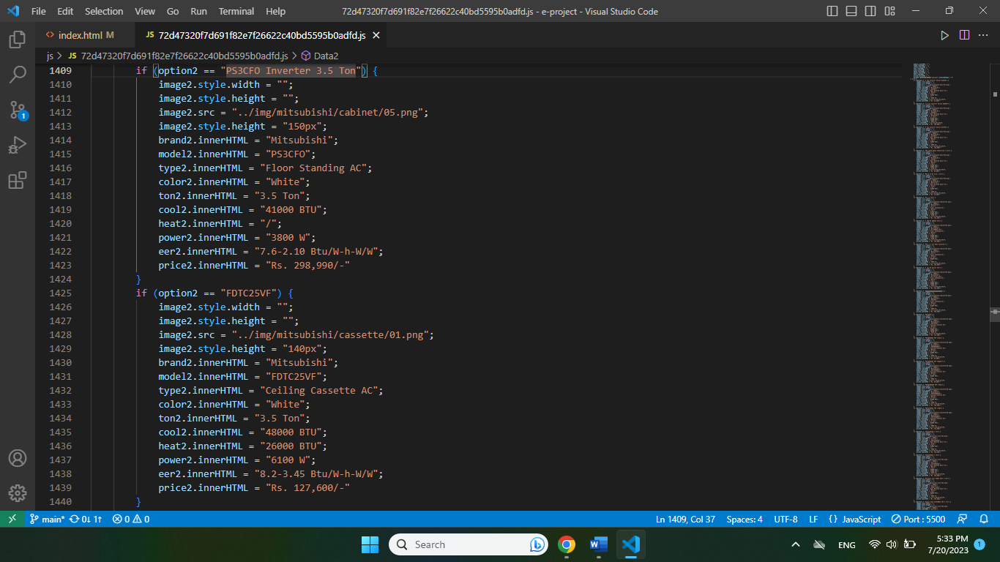 File Edit Selection View Go Run Terminal Help 72d47320f7d691f82e7f26622c40bd5595b0adfd.js - e-project - Visual Studio Code
index.html M JS 72d47320f7d691f82e7f26622c40bd5595b0adfd.js
js > JS 72d47320f7d691f82e7f26622c40bd5595b0adfd.js > Data2
1409 if (option2 == "PS3CFO Inverter 3.5 Ton") {
1410 image2.style.width = "";
1411 image2.style.height = "";
1412 image2.src = "../img/mitsubishi/cabinet/05.png";
1413 image2.style.height = "150px";
1414 brand2.innerHTML = "Mitsubishi";
1415 model2.innerHTML = "PS3CFO";
1416 type2.innerHTML = "Floor Standing AC";
1417 color2.innerHTML = "White";
1418 ton2.innerHTML = "3.5 Ton";
1419 cool2.innerHTML = "41000 BTU";
1420 heat2.innerHTML = "/";
1421 power2.innerHTML = "3800 W";
1422 eer2.innerHTML = "7.6-2.10 Btu/W-h-W/W";
1423 price2.innerHTML = "Rs. 298,990/-"
1424 }
1425 if (option2 == "FDTC25VF") {
1426 image2.style.width = "";
1427 image2.style.height = "";
1428 image2.src = "../img/mitsubishi/cassette/01.png";
1429 image2.style.height = "140px";
1430 brand2.innerHTML = "Mitsubishi";
1431 model2.innerHTML = "FDTC25VF";
1432 type2.innerHTML = "Ceiling Cassette AC";
1433 color2.innerHTML = "White";
1434 ton2.innerHTML = "3.5 Ton";
1435 cool2.innerHTML = "48000 BTU";
1436 heat2.innerHTML = "26000 BTU";
1437 power2.innerHTML = "6100 W";
1438 eer2.innerHTML = "8.2-3.45 Btu/W-h-W/W";
1439 price2.innerHTML = "Rs. 127,600/-"
1440 }
1
main* 0↓ 1↑ 0 0 Ln 1409, Col 37 Spaces: 4 UTF-8 LF {} JavaScript Port : 5500
Search ENG 5:33 PM
7/20/2023 1